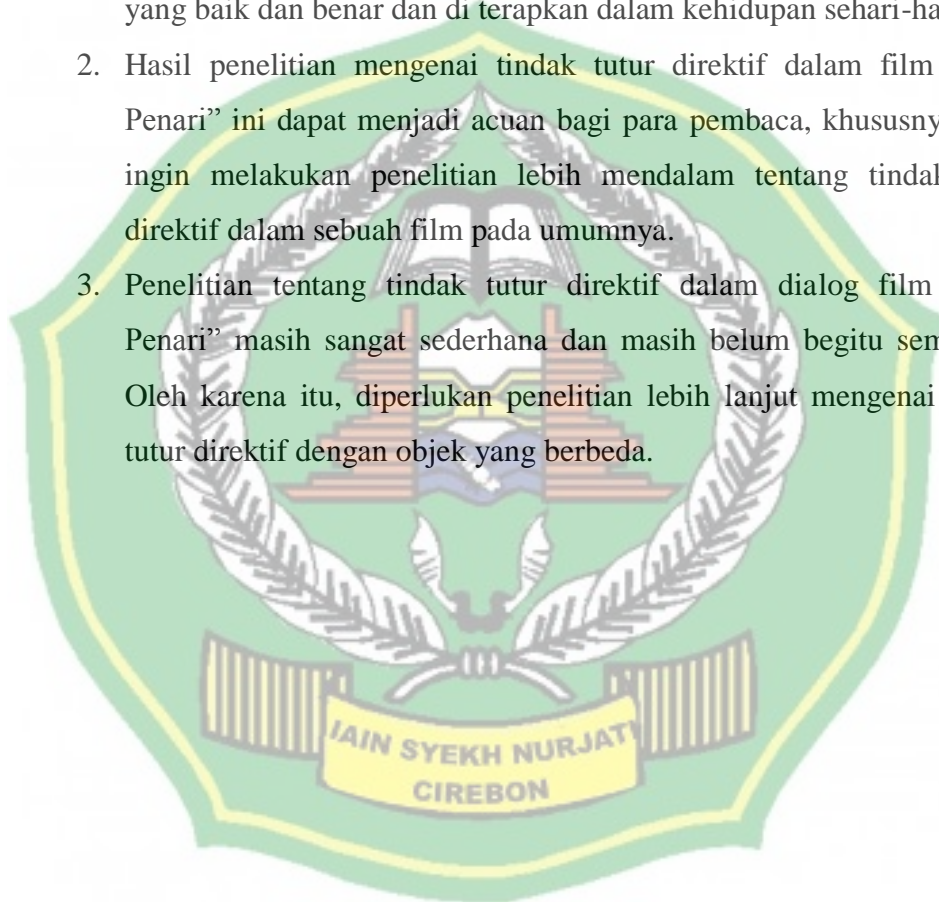 yang baik dan benar dan di terapkan dalam kehidupan sehari-ha
2. Hasil penelitian mengenai tindak tutur direktif dalam film
Penari” ini dapat menjadi acuan bagi para pembaca, khususny
ingin melakukan penelitian lebih mendalam tentang tindak
direktif dalam sebuah film pada umumnya.
3. Penelitian tentang tindak tutur direktif dalam dialog film
Penari” masih sangat sederhana dan masih belum begitu sem
Oleh karena itu, diperlukan penelitian lebih lanjut mengenai
tutur direktif dengan objek yang berbeda.
IAIN SYEKH NURJATI
CIREBON